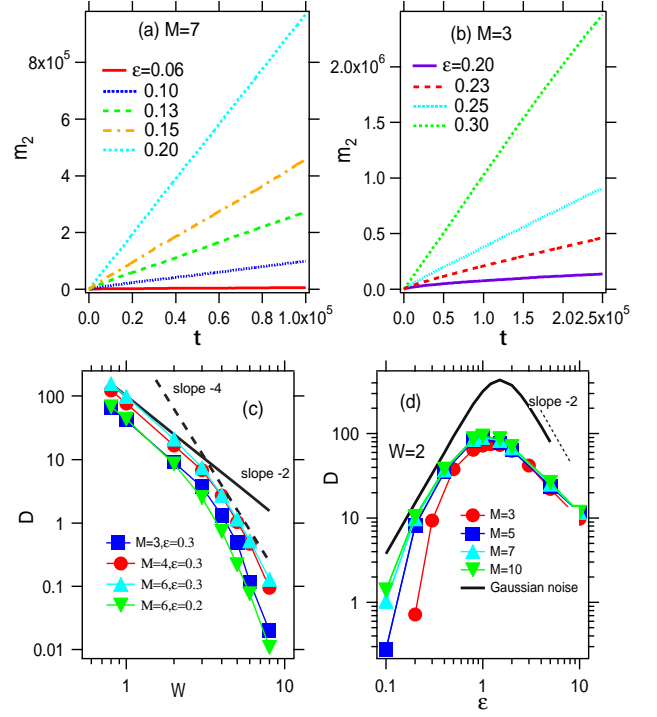 (a) M=7
m₂
8x10⁵
6
4
2
0
ε=0.06
0.10
0.13
0.15
0.20
0.0
0.2
0.4
0.6
0.8
1.0x10⁵
t
(b) M=3
m₂
2.0x10⁶
1.5
1.0
0.5
0.0
ε=0.20
0.23
0.25
0.30
0.0
0.5
1.0
1.5
2.0
2.5x10⁵
t
(c)
D
100
10
1
0.1
0.01
slope -4
slope -2
M=3,ε=0.3
M=4,ε=0.3
M=6,ε=0.3
M=6,ε=0.2
1
10
W
(d)
D
100
10
1
slope -2
W=2
M=3
M=5
M=7
M=10
Gaussian noise
0.1
1
10
ε